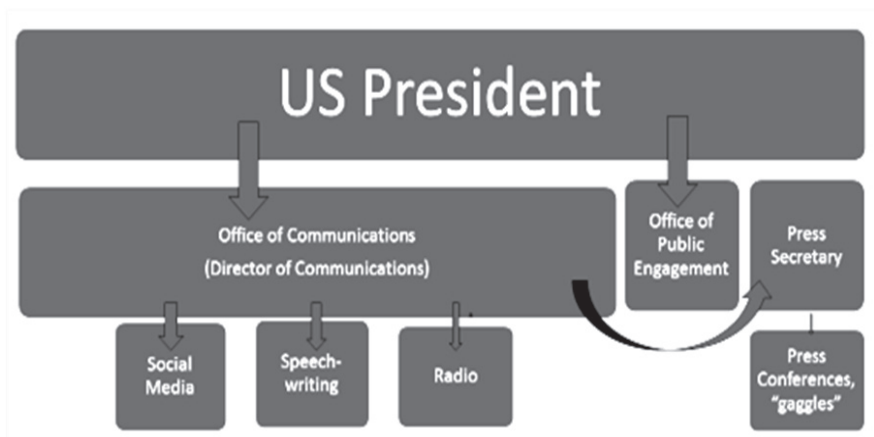 US President
Office of Communications
(Director of Communications)
Office of
Public
Engagement
Press
Secretary
Social
Media
Speech-
writing
Radio
Press
Conferences,
"gaggles"